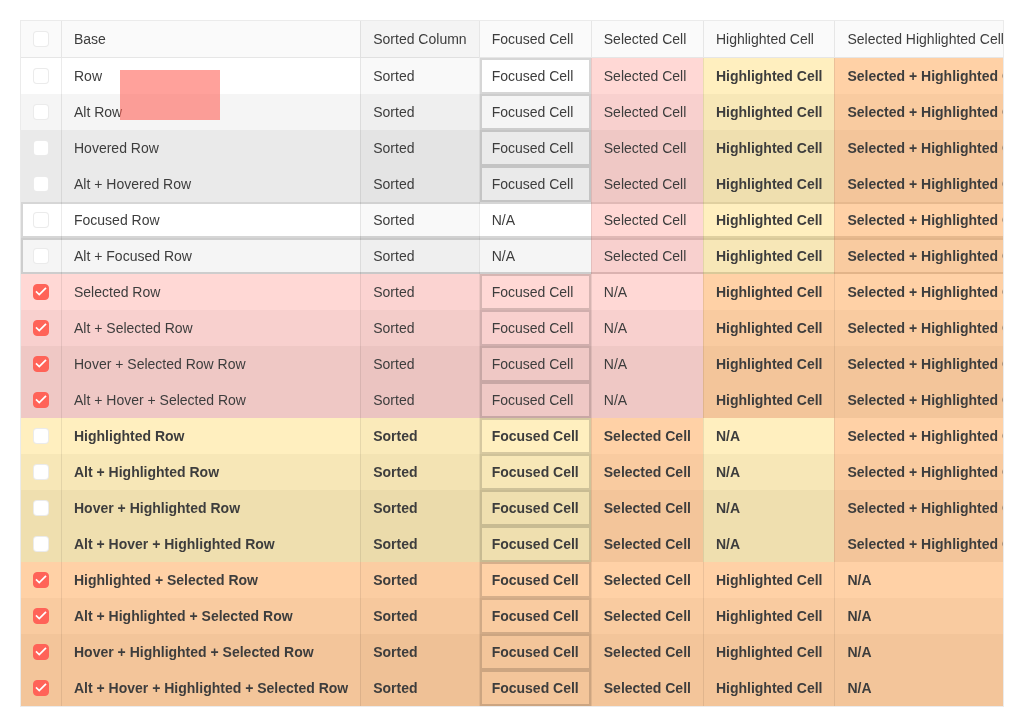 Base Sorted Column Focused Cell Selected Cell Highlighted Cell Selected Highlighted Cell
Row Sorted Focused Cell Selected Cell Highlighted Cell Selected + Highlighted
Alt Row Sorted Focused Cell Selected Cell Highlighted Cell Selected + Highlighted
Hovered Row Sorted Focused Cell Selected Cell Highlighted Cell Selected + Highlighted
Alt + Hovered Row Sorted Focused Cell Selected Cell Highlighted Cell Selected + Highlighted
Focused Row Sorted N/A Selected Cell Highlighted Cell Selected + Highlighted
Alt + Focused Row Sorted N/A Selected Cell Highlighted Cell Selected + Highlighted
Selected Row Sorted Focused Cell N/A Highlighted Cell Selected + Highlighted
Alt + Selected Row Sorted Focused Cell N/A Highlighted Cell Selected + Highlighted
Hover + Selected Row Row Sorted Focused Cell N/A Highlighted Cell Selected + Highlighted
Alt + Hover + Selected Row Sorted Focused Cell N/A Highlighted Cell Selected + Highlighted
Highlighted Row Sorted Focused Cell Selected Cell N/A Selected + Highlighted
Alt + Highlighted Row Sorted Focused Cell Selected Cell N/A Selected + Highlighted
Hover + Highlighted Row Sorted Focused Cell Selected Cell N/A Selected + Highlighted
Alt + Hover + Highlighted Row Sorted Focused Cell Selected Cell N/A Selected + Highlighted
Highlighted + Selected Row Sorted Focused Cell Selected Cell Highlighted Cell N/A
Alt + Highlighted + Selected Row Sorted Focused Cell Selected Cell Highlighted Cell N/A
Hover + Highlighted + Selected Row Sorted Focused Cell Selected Cell Highlighted Cell N/A
Alt + Hover + Highlighted + Selected Row Sorted Focused Cell Selected Cell Highlighted Cell N/A